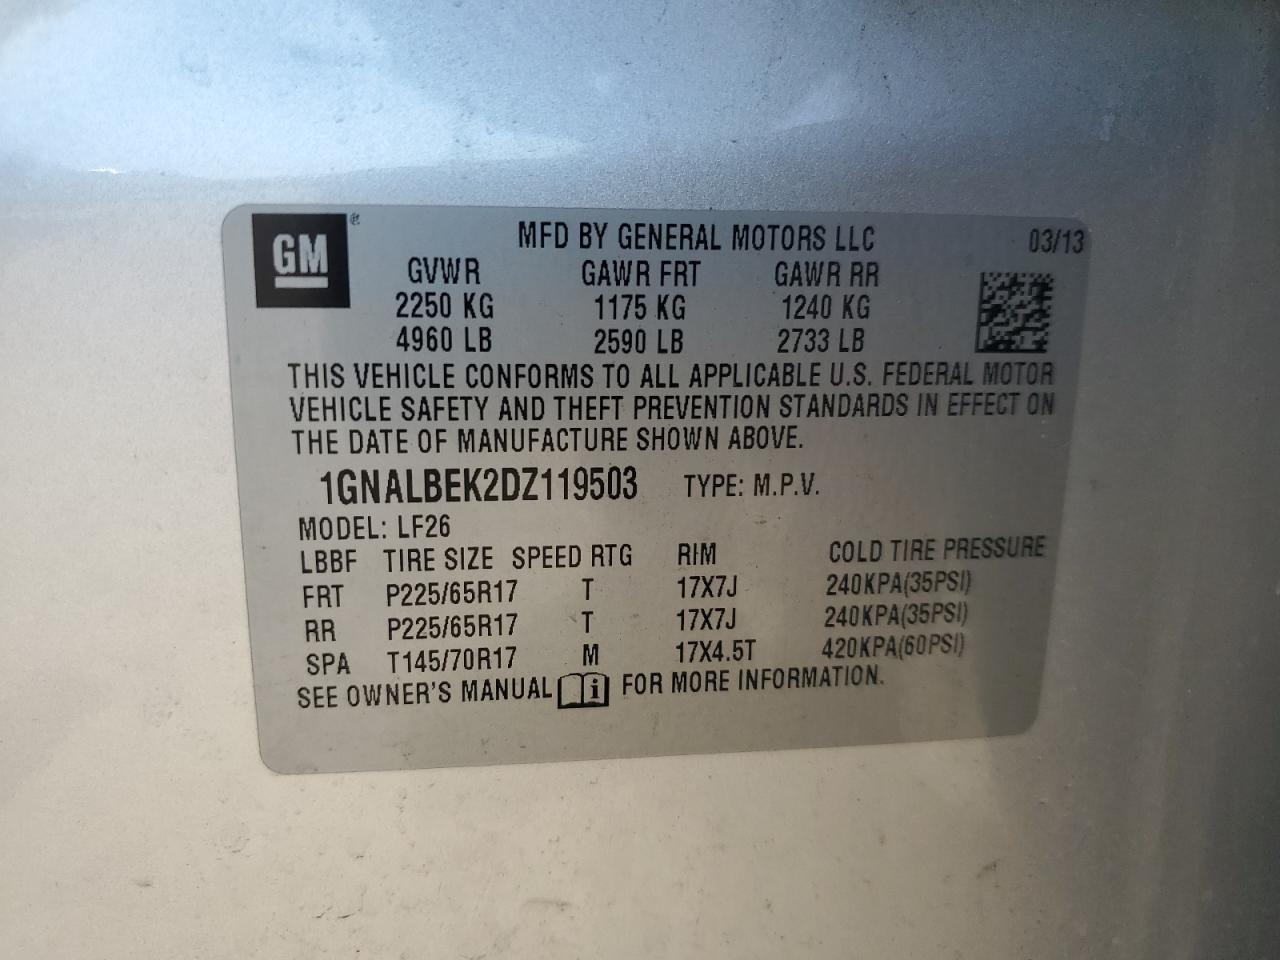 GM ® MFD BY GENERAL MOTORS LLC 03/13
GVWR GAWR FRT GAWR RR
2250 KG 1175 KG 1240 KG
4960 LB 2590 LB 2733 LB
THIS VEHICLE CONFORMS TO ALL APPLICABLE U.S. FEDERAL MOTOR
VEHICLE SAFETY AND THEFT PREVENTION STANDARDS IN EFFECT ON
THE DATE OF MANUFACTURE SHOWN ABOVE.
1GNALBEK2DZ119503 TYPE: M.P.V.
MODEL: LF26
LBBF TIRE SIZE SPEED RTG RIM COLD TIRE PRESSURE
FRT P225/65R17 T 17X7J 240KPA(35PSI)
RR P225/65R17 T 17X7J 240KPA(35PSI)
SPA T145/70R17 M 17X4.5T 420KPA(60PSI)
SEE OWNER'S MANUAL i FOR MORE INFORMATION.